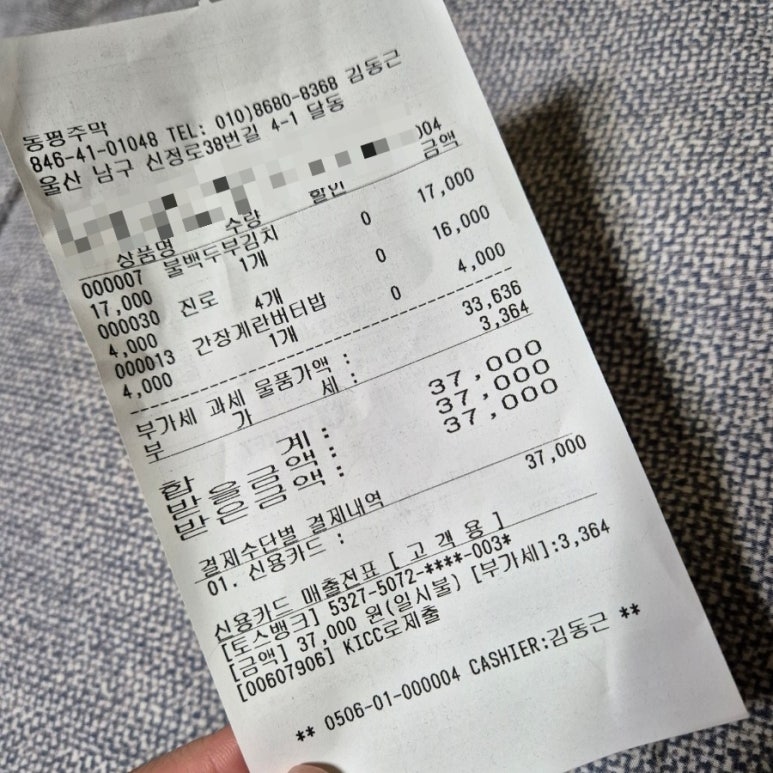 동평주막
846-41-01048 TEL: 010)8680-8368 김동근
울산 남구 신정로38번길 4-1 달동
004
상품명 수량 할인 금액
000007 불백두부김치
17,000 1개 0 17,000
000030 진로
4,000 4개 0 16,000
000013 간장계란버터밥
4,000 1개 0 4,000
부가세 과세 물품가액 : 33,636
부 가 세 : 3,364
합 계 : 37,000
받 을 금 액 : 37,000
받 은 금 액 : 37,000
결제수단별 결제내역
01. 신용카드 : 37,000
신용카드 매출전표 [ 고 객 용 ]
[토스뱅크] 5327-5072-****-003*
[금액] 37,000 원(일시불) [부가세]:3,364
[00607906] KICC로제출
** 0506-01-000004 CASHIER:김동근 **